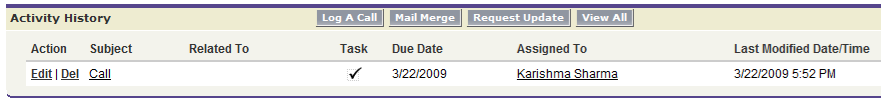 Activity History Log A Call Mail Merge Request Update View All
Action Subject Related To Task Due Date Assigned To Last Modified Date/Time
Edit | Del Call 3/22/2009 Karishma Sharma 3/22/2009 5:52 PM